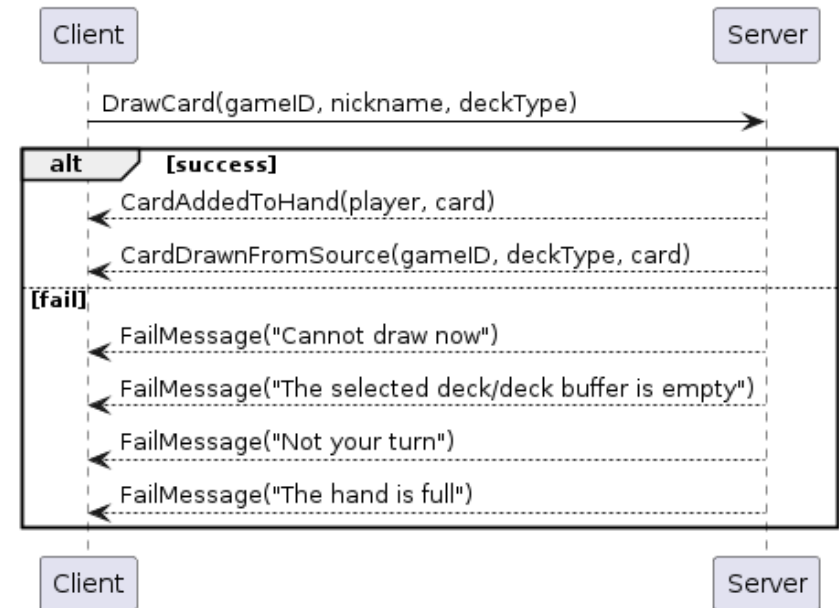 Client Server
DrawCard(gameID, nickname, deckType)
alt [success]
CardAddedToHand(player, card)
CardDrawnFromSource(gameID, deckType, card)
[fail]
FailMessage("Cannot draw now")
FailMessage("The selected deck/deck buffer is empty")
FailMessage("Not your turn")
FailMessage("The hand is full")
Client Server